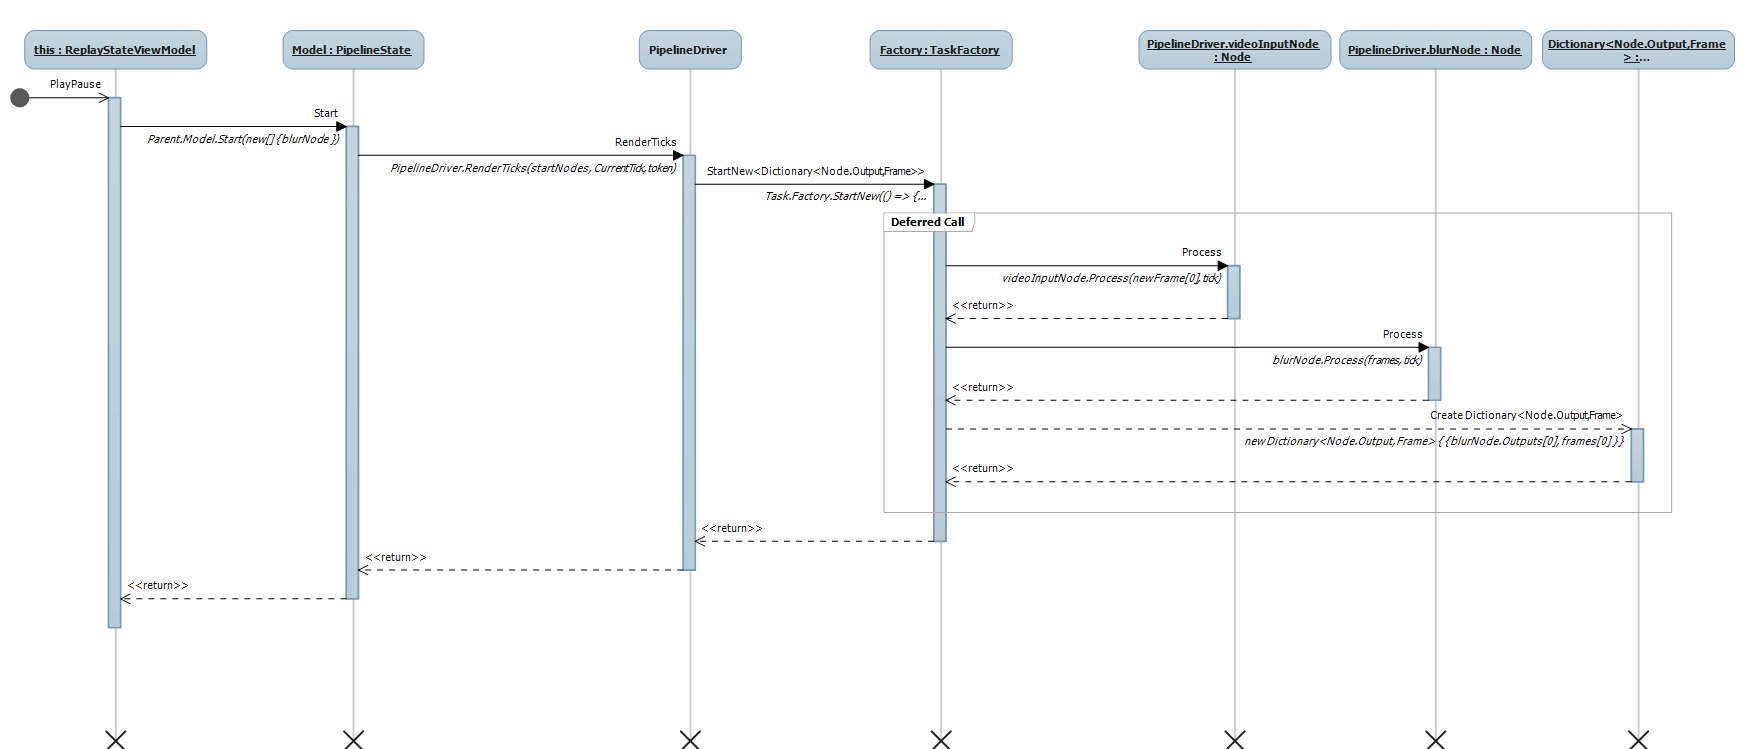 this : ReplayStateViewModel
Model : PipelineState
PipelineDriver
Factory : TaskFactory
PipelineDriver.videoInputNode
: Node
PipelineDriver.blurNode : Node
Dictionary<Node.Output,Frame
> :...
PlayPause
Start
Parent.Model.Start(new[] {blurNode })
RenderTicks
PipelineDriver.RenderTicks(startNodes, CurrentTick,token)
StartNew<Dictionary<Node.Output,Frame>>
Task.Factory.StartNew(() => {...
Deferred Call
Process
videoInputNode.Process(newFrame[0],tick)
<<return>>
Process
blurNode.Process(frames,tick)
<<return>>
Create Dictionary<Node.Output,Frame>
new Dictionary<Node.Output,Frame> { {blurNode.Outputs[0],frames[0] } }
<<return>>
<<return>>
<<return>>
<<return>>